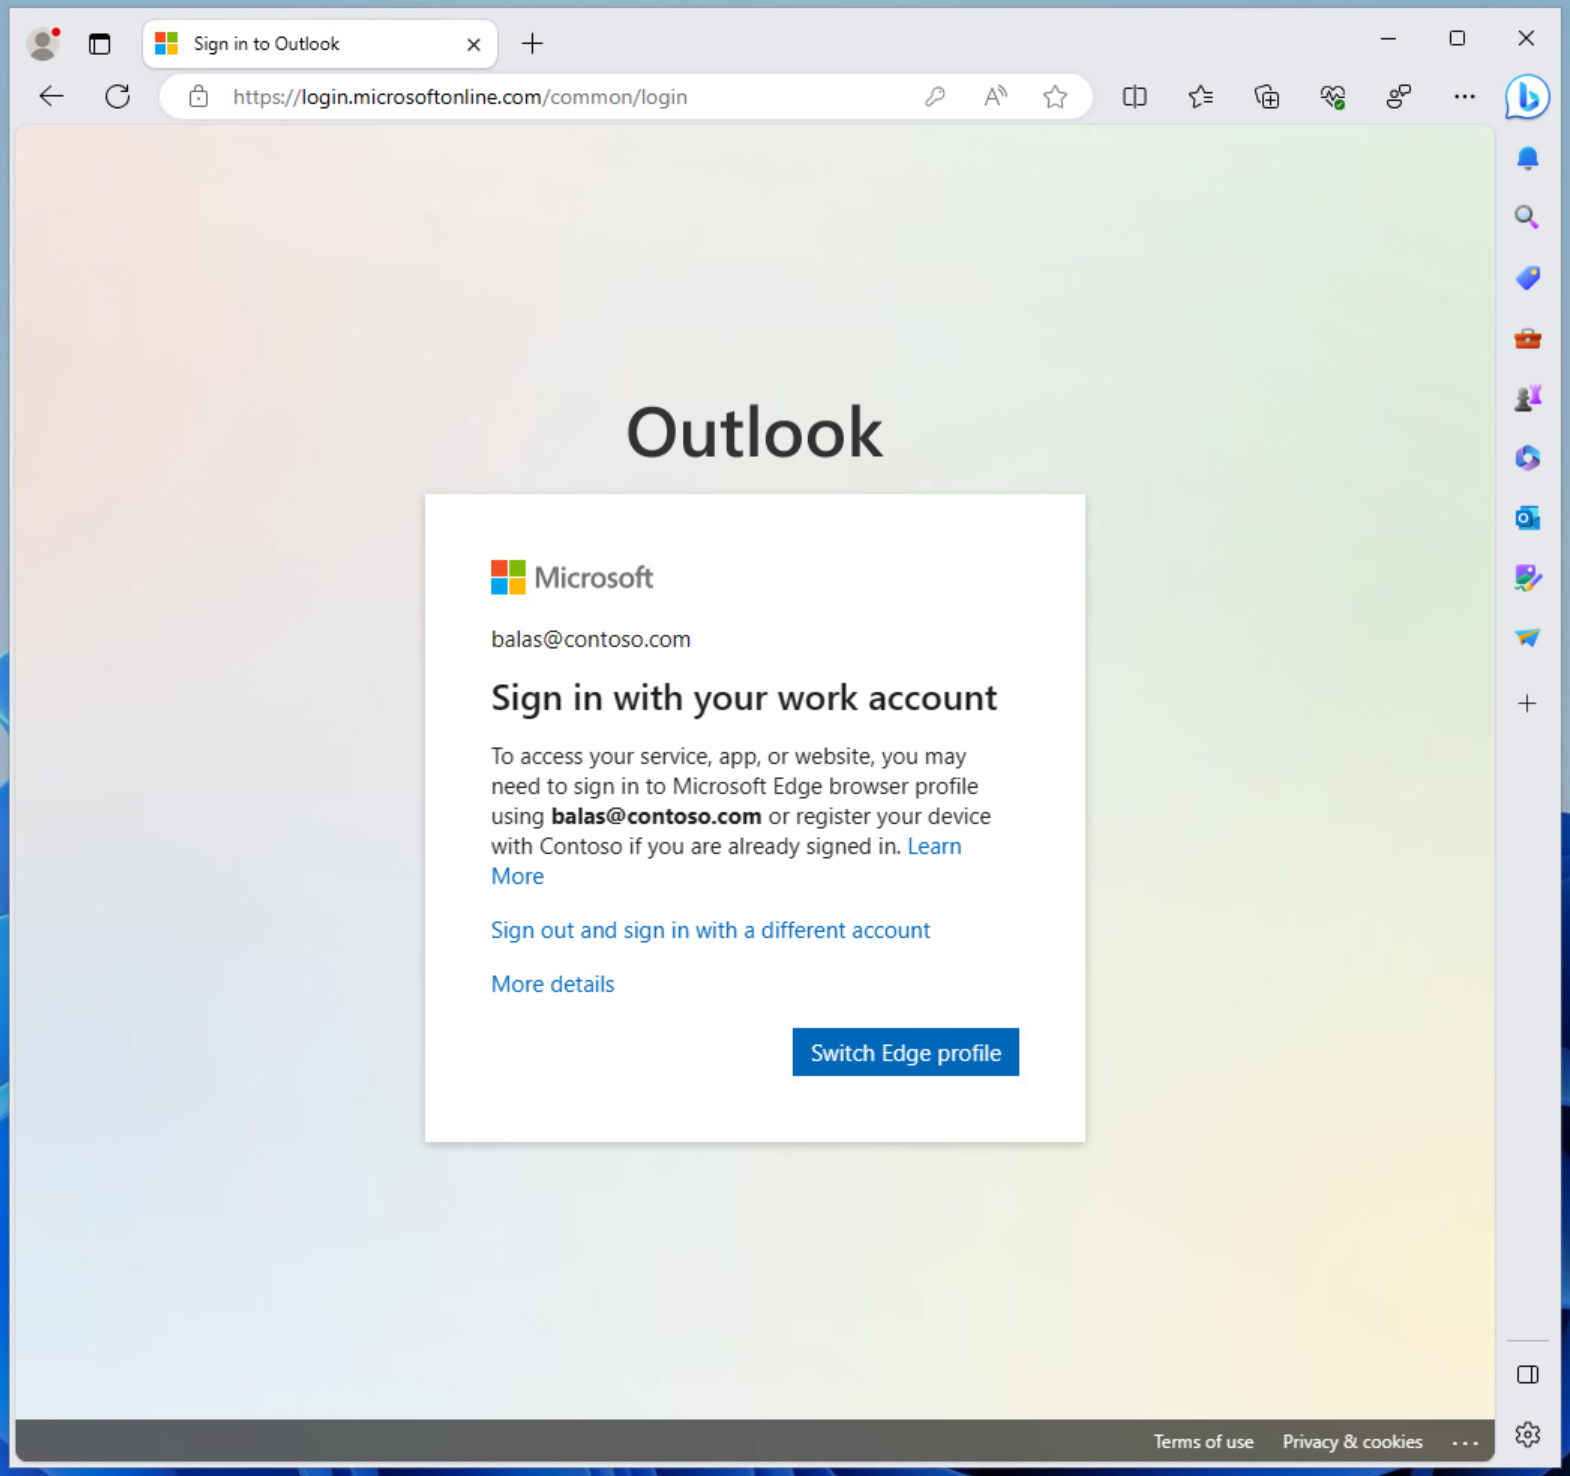 Sign in to Outlook
https://login.microsoftonline.com/common/login
Outlook
Microsoft
balas@contoso.com
Sign in with your work account
To access your service, app, or website, you may
need to sign in to Microsoft Edge browser profile
using balas@contoso.com or register your device
with Contoso if you are already signed in. Learn
More
Sign out and sign in with a different account
More details
Switch Edge profile
Terms of use Privacy & cookies ...